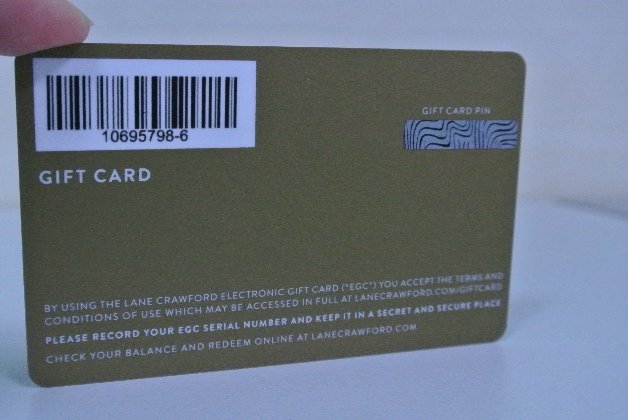 10695798-6
GIFT CARD PIN
GIFT CARD
BY USING THE LANE CRAWFORD ELECTRONIC GIFT CARD ("EGC") YOU ACCEPT THE TERMS AND
CONDITIONS OF USE WHICH MAY BE ACCESSED IN FULL AT LANECRAWFORD.COM/GIFTCARD
PLEASE RECORD YOUR EGC SERIAL NUMBER AND KEEP IT IN A SECRET AND SECURE PLACE
CHECK YOUR BALANCE AND REDEEM ONLINE AT LANECRAWFORD.COM